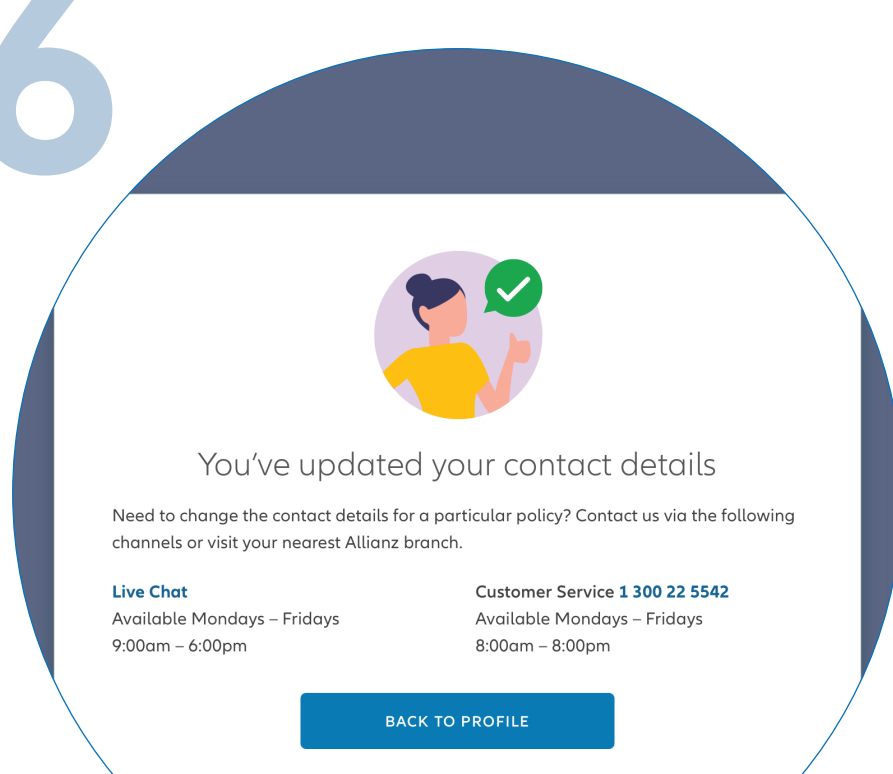 6
You’ve updated your contact details
Need to change the contact details for a particular policy? Contact us via the following
channels or visit your nearest Allianz branch.
Live Chat
Available Mondays – Fridays
9:00am – 6:00pm
Customer Service 1 300 22 5542
Available Mondays – Fridays
8:00am – 8:00pm
BACK TO PROFILE